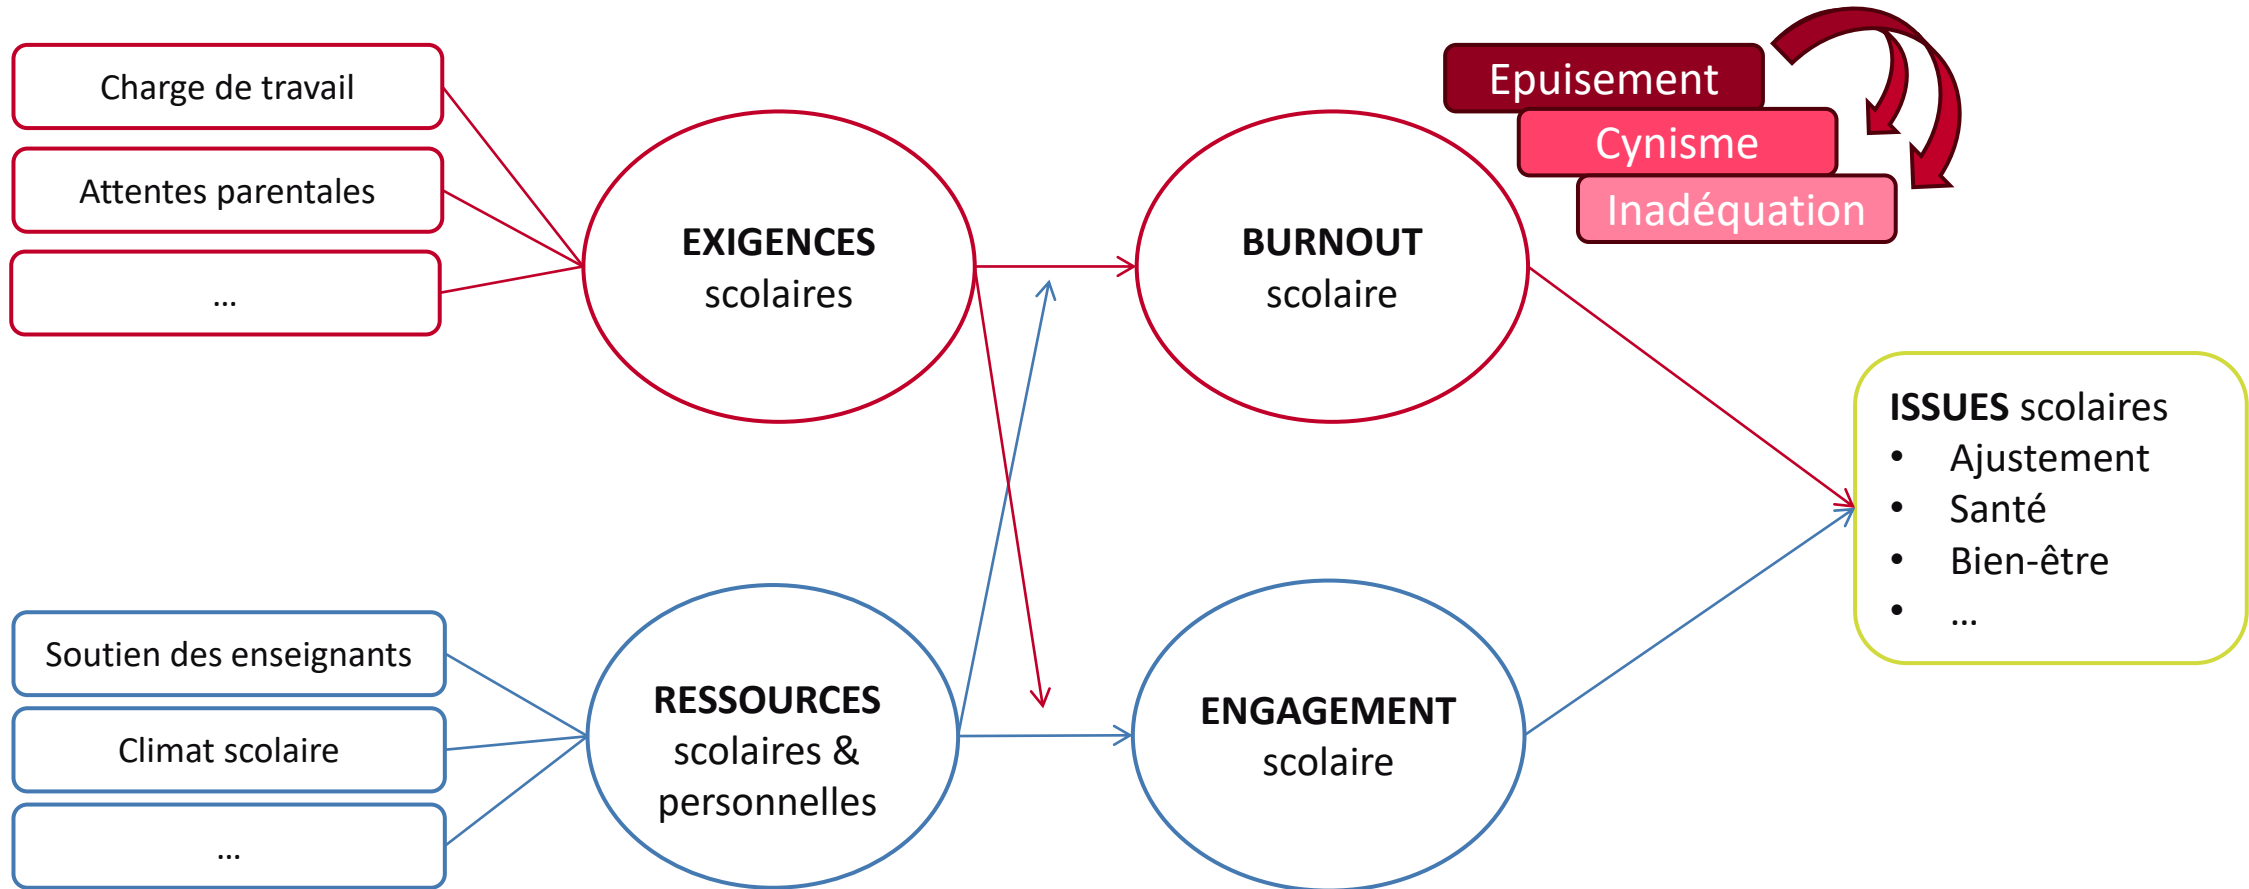 Charge de travail
Attentes parentales
...
EXIGENCES
scolaires
BURNOUT
scolaire
Epuisement
Cynisme
Inadéquation
Soutien des enseignants
Climat scolaire
...
RESSOURCES
scolaires &
personnelles
ENGAGEMENT
scolaire
ISSUES scolaires
• Ajustement
• Santé
• Bien-être
• ...